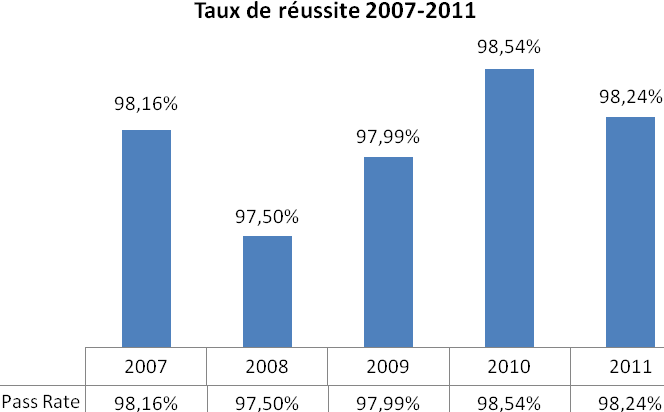 Taux de réussite 2007-2011
98,16%
97,50%
97,99%
98,54%
98,24%
2007 2008 2009 2010 2011
Pass Rate 98,16% 97,50% 97,99% 98,54% 98,24%